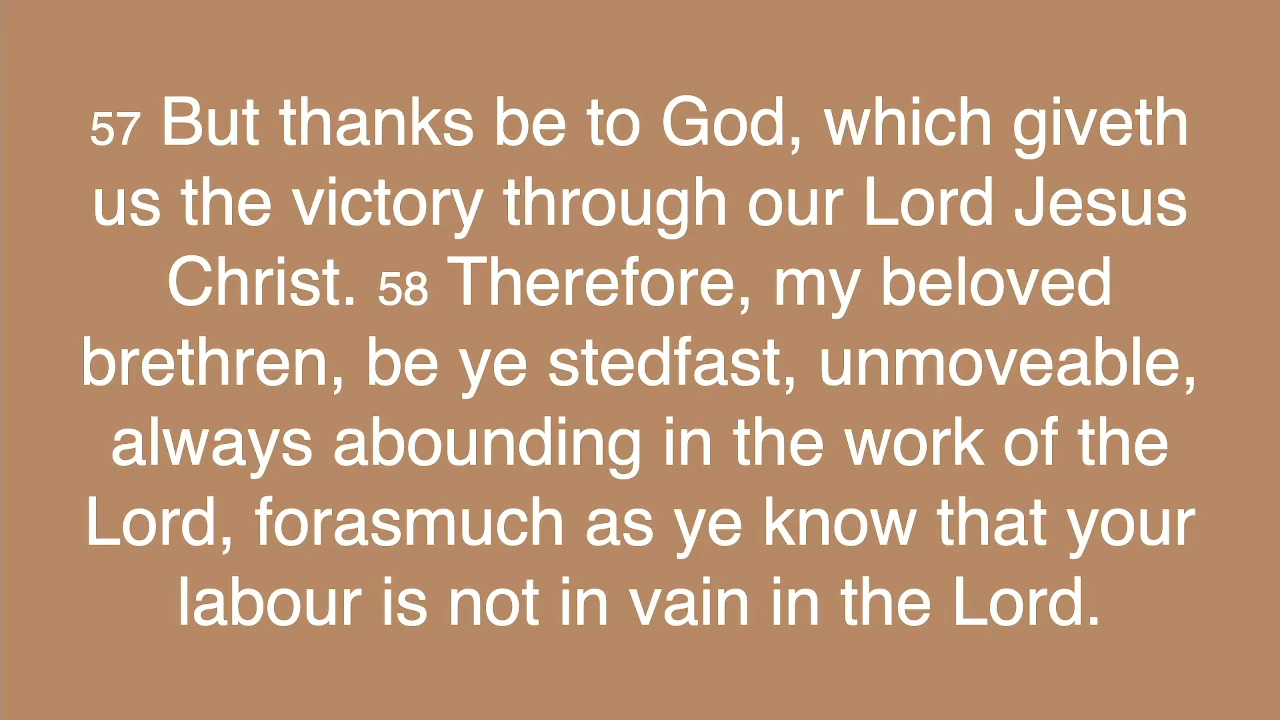 57 But thanks be to God, which giveth
us the victory through our Lord Jesus
Christ. 58 Therefore, my beloved
brethren, be ye stedfast, unmoveable,
always abounding in the work of the
Lord, forasmuch as ye know that your
labour is not in vain in the Lord.